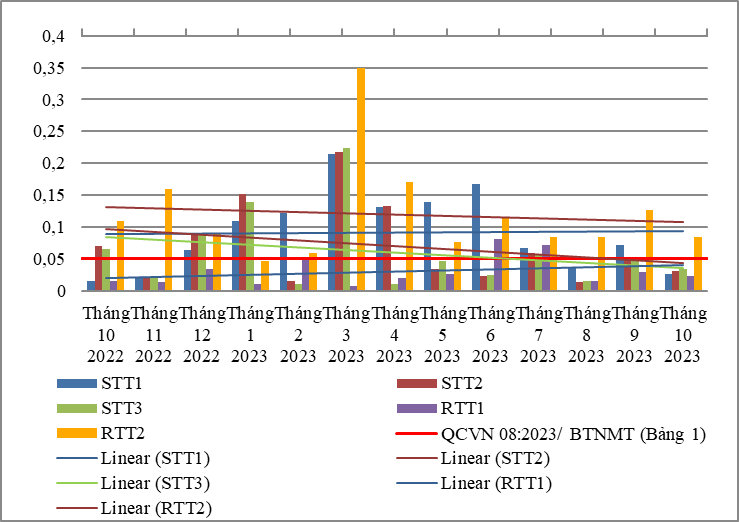 0,4
0,35
0,3
0,25
0,2
0,15
0,1
0,05
0
Tháng Tháng Tháng Tháng Tháng Tháng Tháng Tháng Tháng Tháng Tháng Tháng Tháng
10 11 12 1 2 3 4 5 6 7 8 9 10
2022 2022 2022 2023 2023 2023 2023 2023 2023 2023 2023 2023 2023
STT1 STT2
STT3 RTT1
RTT2 QCVN 08:2023/ BTNMT (Bảng 1)
Linear (STT1) Linear (STT2)
Linear (STT3) Linear (RTT1)
Linear (RTT2)